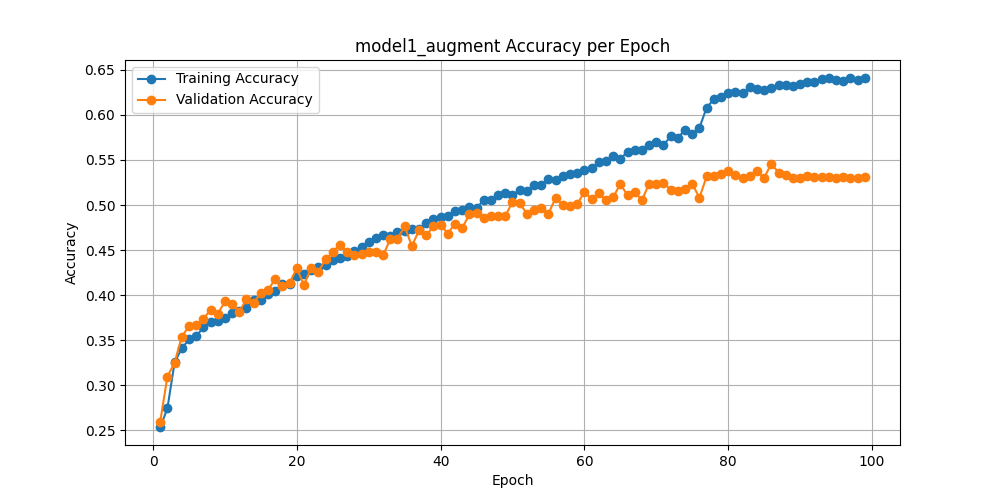 model1_augment Accuracy per Epoch
Training Accuracy
Validation Accuracy
Accuracy
0.65
0.60
0.55
0.50
0.45
0.40
0.35
0.30
0.25
0 20 40 60 80 100
Epoch